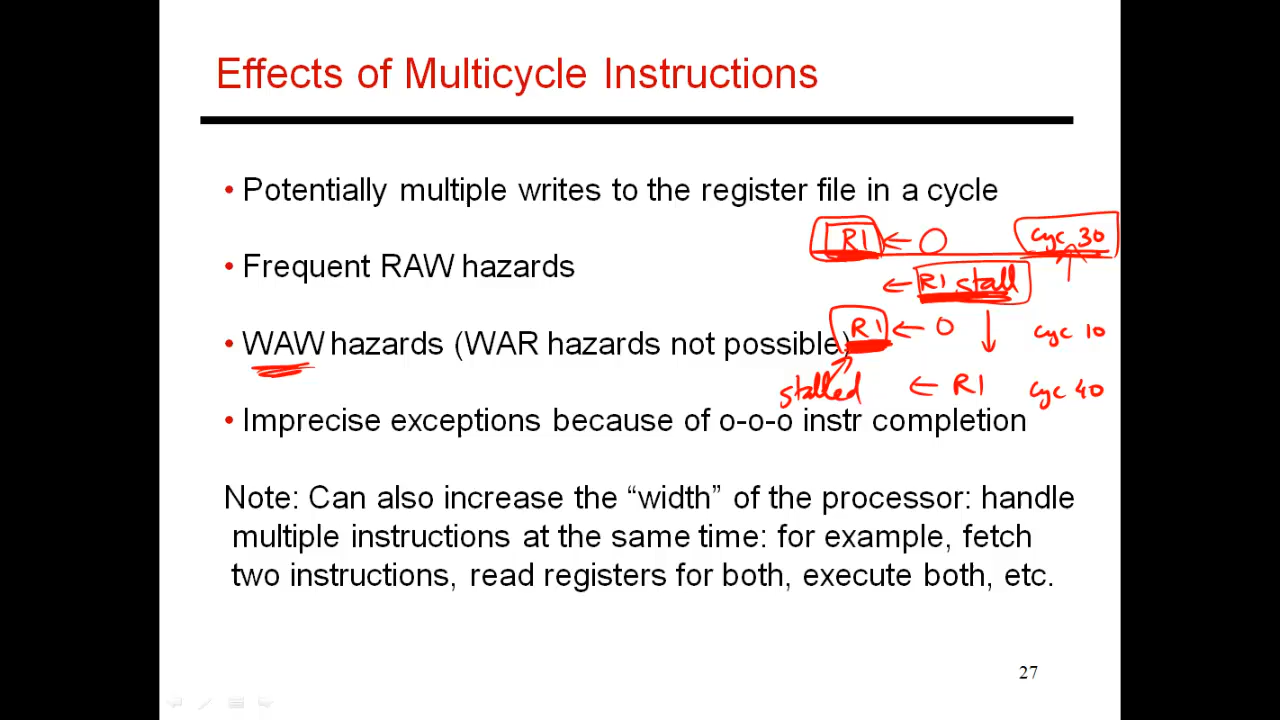 Effects of Multicycle Instructions
• Potentially multiple writes to the register file in a cycle
R1 ← O cyc 30
• Frequent RAW hazards
← R1 stall
R1 ← O cyc 10
• WAW hazards (WAR hazards not possible)
stalled ← R1 cyc 40
• Imprecise exceptions because of o-o-o instr completion
Note: Can also increase the “width” of the processor: handle
multiple instructions at the same time: for example, fetch
two instructions, read registers for both, execute both, etc.
27